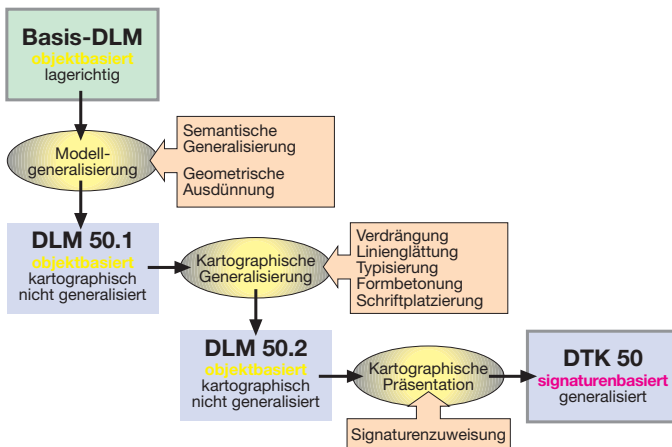 Basis-DLM
objektbasiert
lagerichtig
Modell-
generalisierung
Semantische
Generalisierung
Geometrische
Ausdünnung
DLM 50.1
objektbasiert
kartographisch
nicht generalisiert
Kartographische
Generalisierung
Verdrängung
Linienglättung
Typisierung
Formbetonung
Schriftplatzierung
DLM 50.2
objektbasiert
kartographisch
nicht generalisiert
Kartographische
Präsentation
Signaturenzuweisung
DTK 50
signaturenbasiert
generalisiert